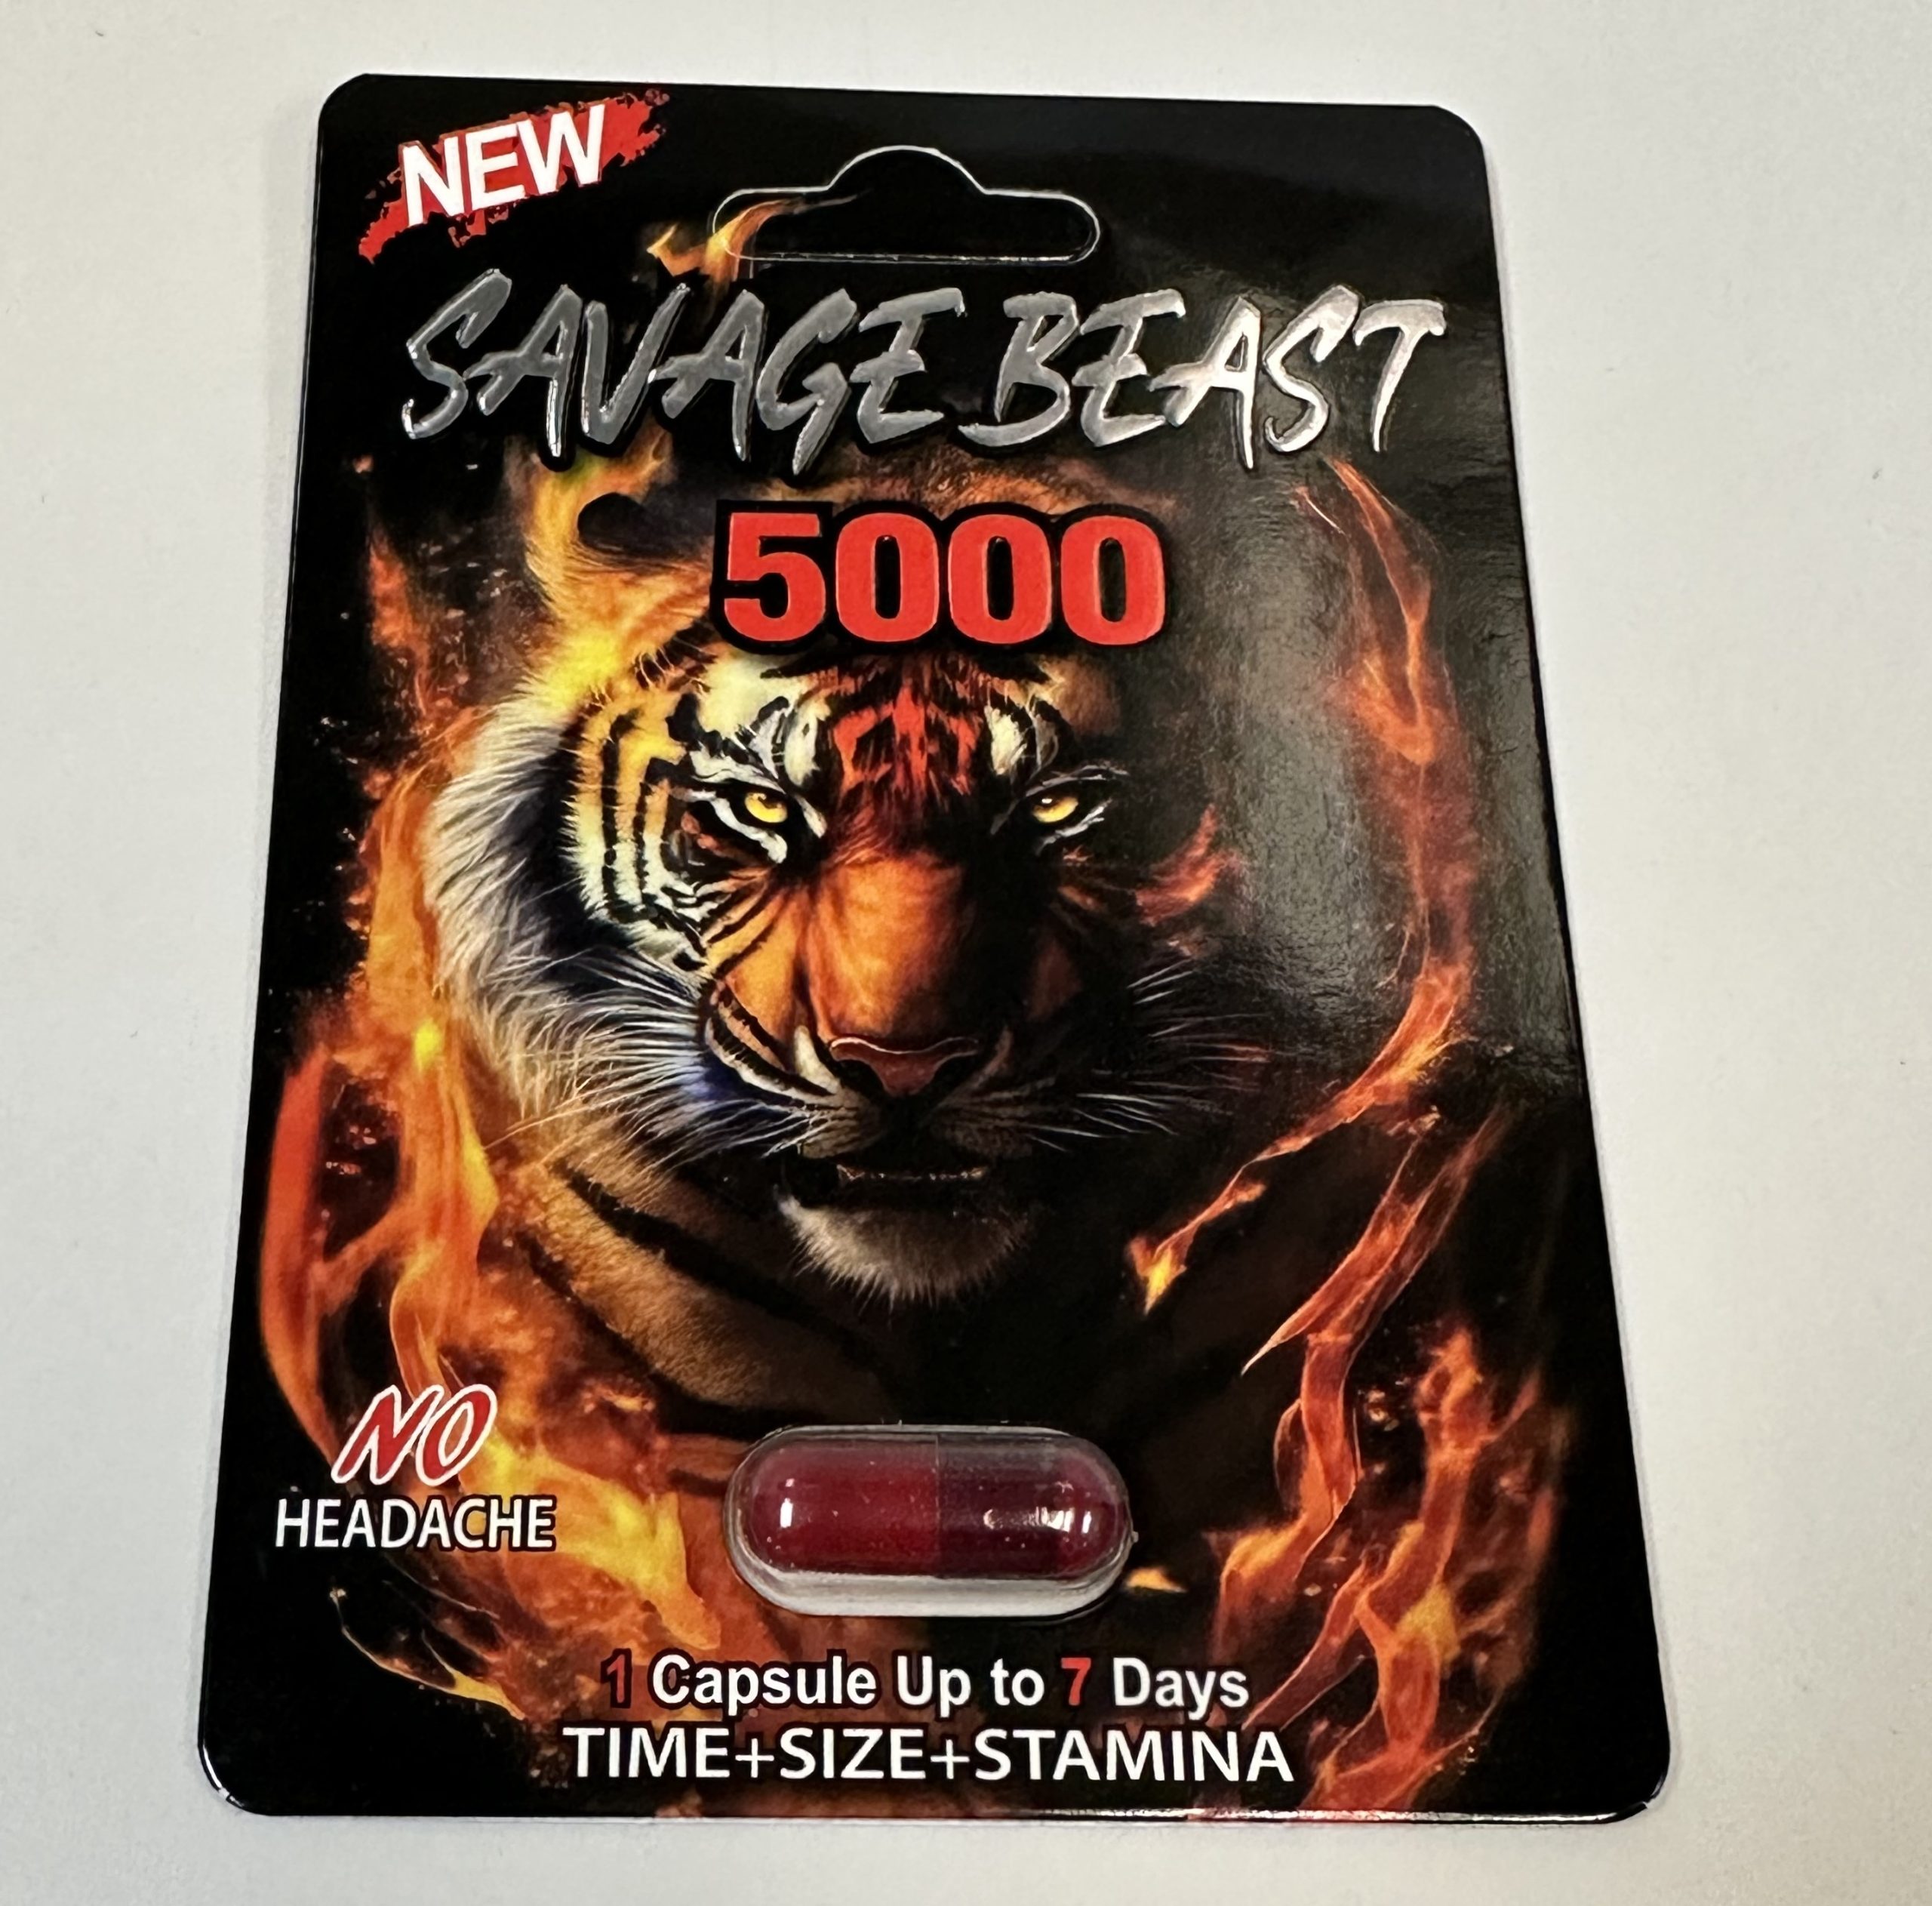 NEW
SAVAGE BEAST
5000
NO
HEADACHE
1 Capsule Up to 7 Days
TIME+SIZE+STAMINA